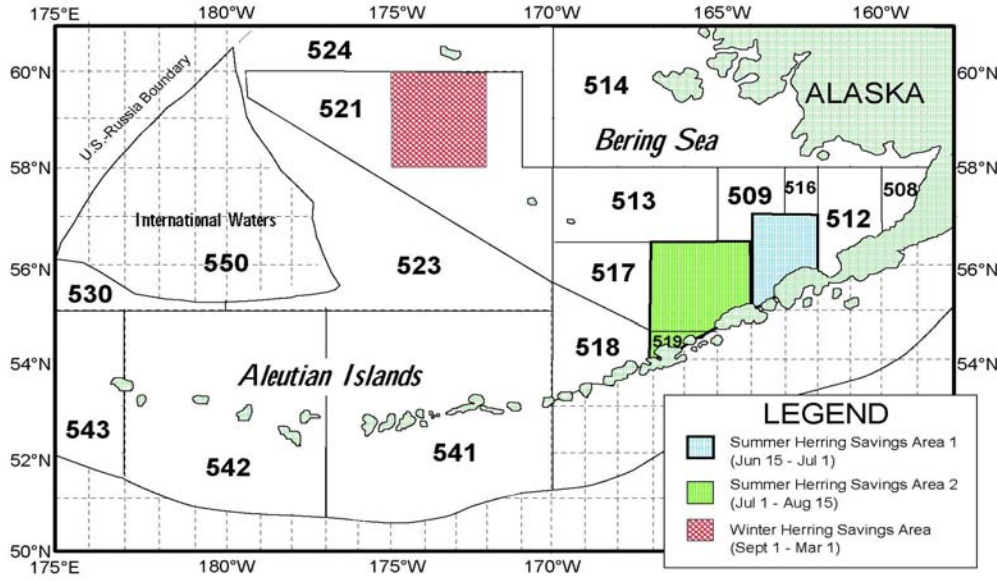 175°E 180°W 175°W 170°W 165°W 160°W
60°N
58°N
56°N
54°N
52°N
50°N
60°N
58°N
56°N
54°N
U.S.-Russia Boundary
524
521
514
ALASKA
Bering Sea
513
509
516
508
512
International Waters
550
523
517
530
518
519
Aleutian Islands
543
542
541
LEGEND
Summer Herring Savings Area 1
(Jun 15 - Jul 1)
Summer Herring Savings Area 2
(Jul 1 - Aug 15)
Winter Herring Savings Area
(Sept 1 - Mar 1)
175°E 180°W 175°W 170°W 165°W 160°W